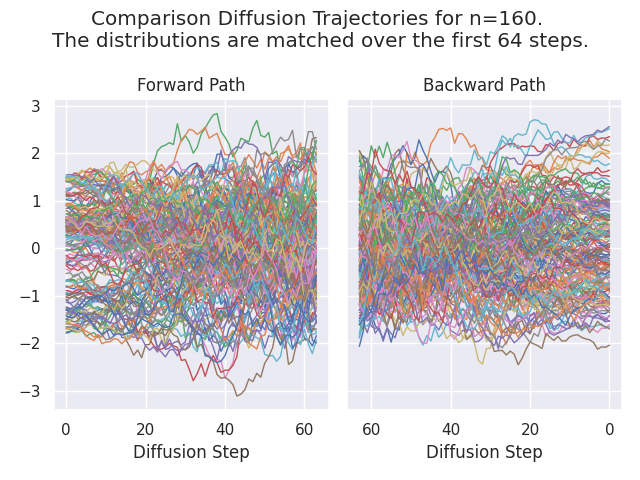 Comparison Diffusion Trajectories for n=160.
The distributions are matched over the first 64 steps.
Forward Path
Backward Path
3
2
1
0
−1
−2
−3
0 20 40 60
60 40 20 0
Diffusion Step
Diffusion Step